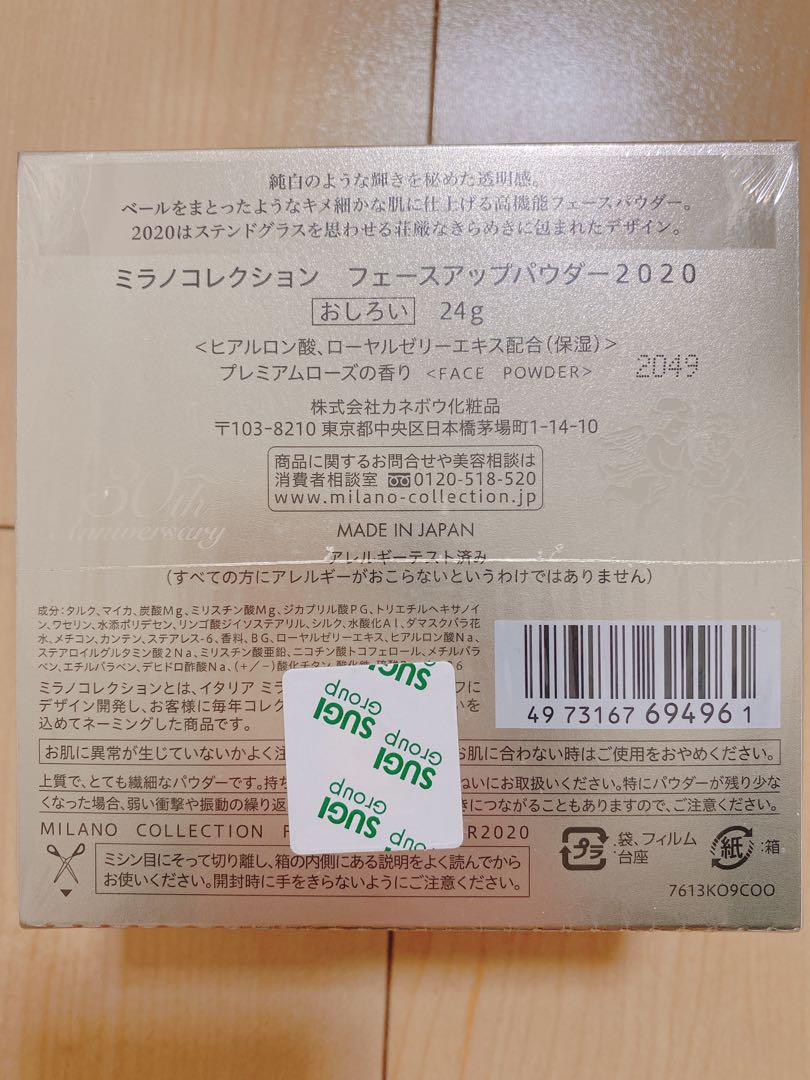 純白のような輝きを秘めた透明感。
ベールをまとったようなキメ細かな肌に仕上げる高機能フェースパウダー。
2020はステンドグラスを思わせる荘厳なきらめきに包まれたデザイン。
ミラノコレクション フェースアップパウダー2020
おしろい 24g
<ヒアルロン酸、ローヤルゼリーエキス配合(保湿)>
プレミアムローズの香り <FACE POWDER>
2049
株式会社カネボウ化粧品
〒103-8210 東京都中央区日本橋茅場町1-14-10
商品に関するお問合せや美容相談は
消費者相談室 0120-518-520
www.milano-collection.jp
30th
Anniversary
MADE IN JAPAN
アレルギーテスト済み
(すべての方にアレルギーがおこらないというわけではありません)
成分:タルク、マイカ、炭酸Mg、ミリスチン酸Mg、ジカプリル酸PG、トリエチルヘキサノイ
ン、ワセリン、水添ポリデセン、リンゴ酸ジイソステアリル、シルク、水酸化Al、ダマスクバラ花
水、メチコン、カンテン、ステアレス-6、香料、BG、ローヤルゼリーエキス、ヒアルロン酸Na、
ステアロイルグルタミン酸2Na、ミリスチン酸亜鉛、ニコチン酸トコフェロール、メチルパラ
ベン、エチルパラベン、デヒドロ酢酸Na、(+/-)酸化チタン、酸化鉄、
ミラノコレクションとは、イタリア ミラ フに
デザイン開発し、お客様に毎年コレク いを
込めてネーミングした商品です。
4973167694961
お肌に異常が生じていないかよく注 お肌に合わない時はご使用をおやめください。
上質で、とても繊細なパウダーです。持ち ねいにお取扱いください。特にパウダーが残り少な
くなった場合、弱い衝撃や振動の繰り返 きにつながることもありますので、ご注意ください。
SUGI
Group
SUGI
Group
SUGI
Group
SUGI
Group
MILANO COLLECTION F R2020
ミシン目にそって切り離し、箱の内側にある説明をよく読んでから
お使いください。開封時に手をきらないようにご注意ください。
プラ :袋、フィルム
台座
紙 :箱
7613KO9COO